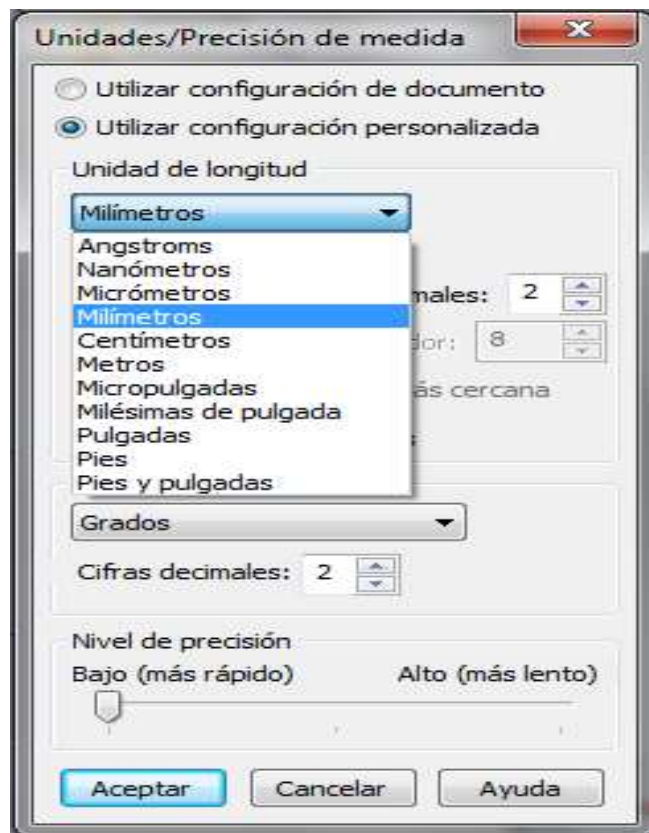 Unidades/Precisión de medida
Utilizar configuración de documento
Utilizar configuración personalizada
Unidad de longitud
Milímetros
Angstroms
Nanómetros
Micrómetros
males: 2
Milímetros
Centímetros
dor: 8
Metros
Micropulgadas
ás cercana
Milésimas de pulgada
Pulgadas
Pies
Pies y pulgadas
Grados
Cifras decimales: 2
Nivel de precisión
Bajo (más rápido) Alto (más lento)
Aceptar Cancelar Ayuda